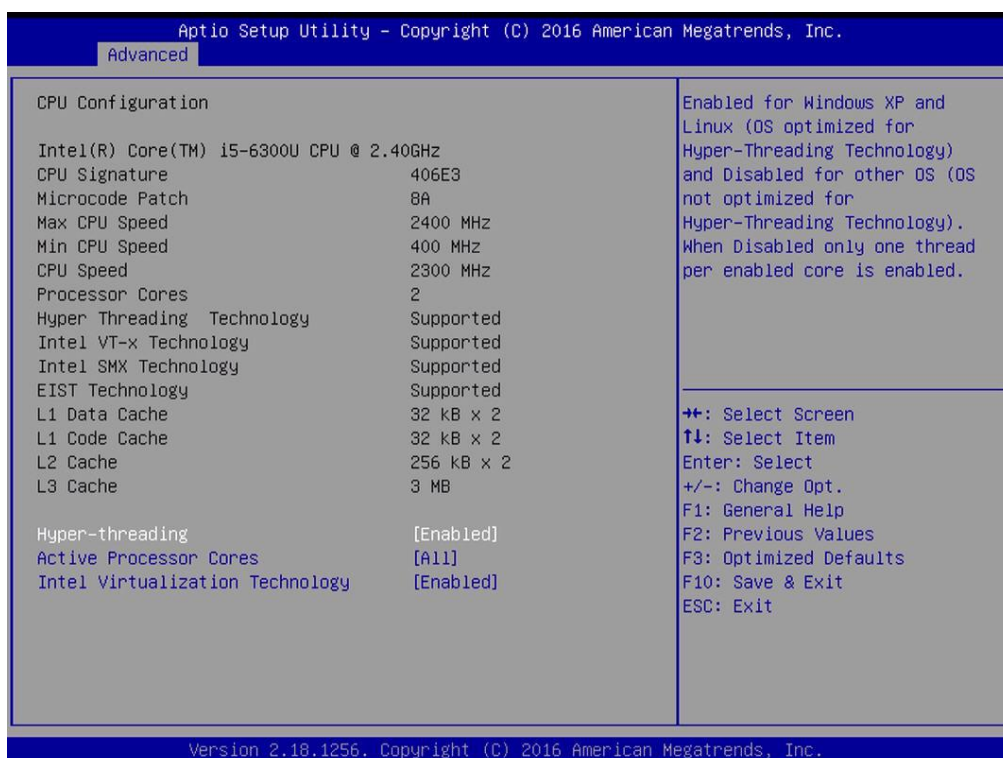 Aptio Setup Utility – Copyright (C) 2016 American Megatrends, Inc.
Advanced
CPU Configuration
Intel(R) Core(TM) i5-6300U CPU @ 2.40GHz
CPU Signature 406E3
Microcode Patch 8A
Max CPU Speed 2400 MHz
Min CPU Speed 400 MHz
CPU Speed 2300 MHz
Processor Cores 2
Hyper Threading Technology Supported
Intel VT-x Technology Supported
Intel SMX Technology Supported
EIST Technology Supported
L1 Data Cache 32 kB x 2
L1 Code Cache 32 kB x 2
L2 Cache 256 kB x 2
L3 Cache 3 MB
Hyper-threading [Enabled]
Active Processor Cores [All]
Intel Virtualization Technology [Enabled]
Enabled for Windows XP and
Linux (OS optimized for
Hyper-Threading Technology)
and Disabled for other OS (OS
not optimized for
Hyper-Threading Technology).
When Disabled only one thread
per enabled core is enabled.
→←: Select Screen
↑↓: Select Item
Enter: Select
+/-: Change Opt.
F1: General Help
F2: Previous Values
F3: Optimized Defaults
F10: Save & Exit
ESC: Exit
Version 2.18.1256. Copyright (C) 2016 American Megatrends, Inc.